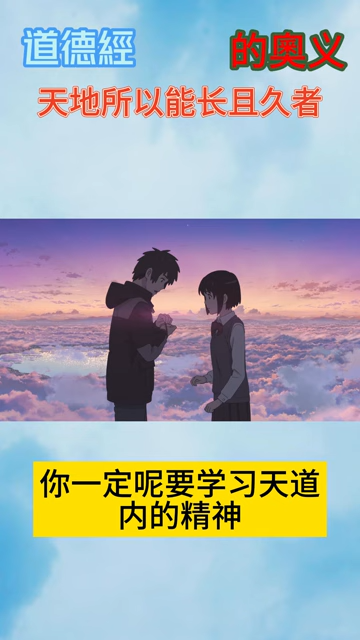 道德經 的奥义
天地所以能长且久者
你一定呢要学习天道
内的精神